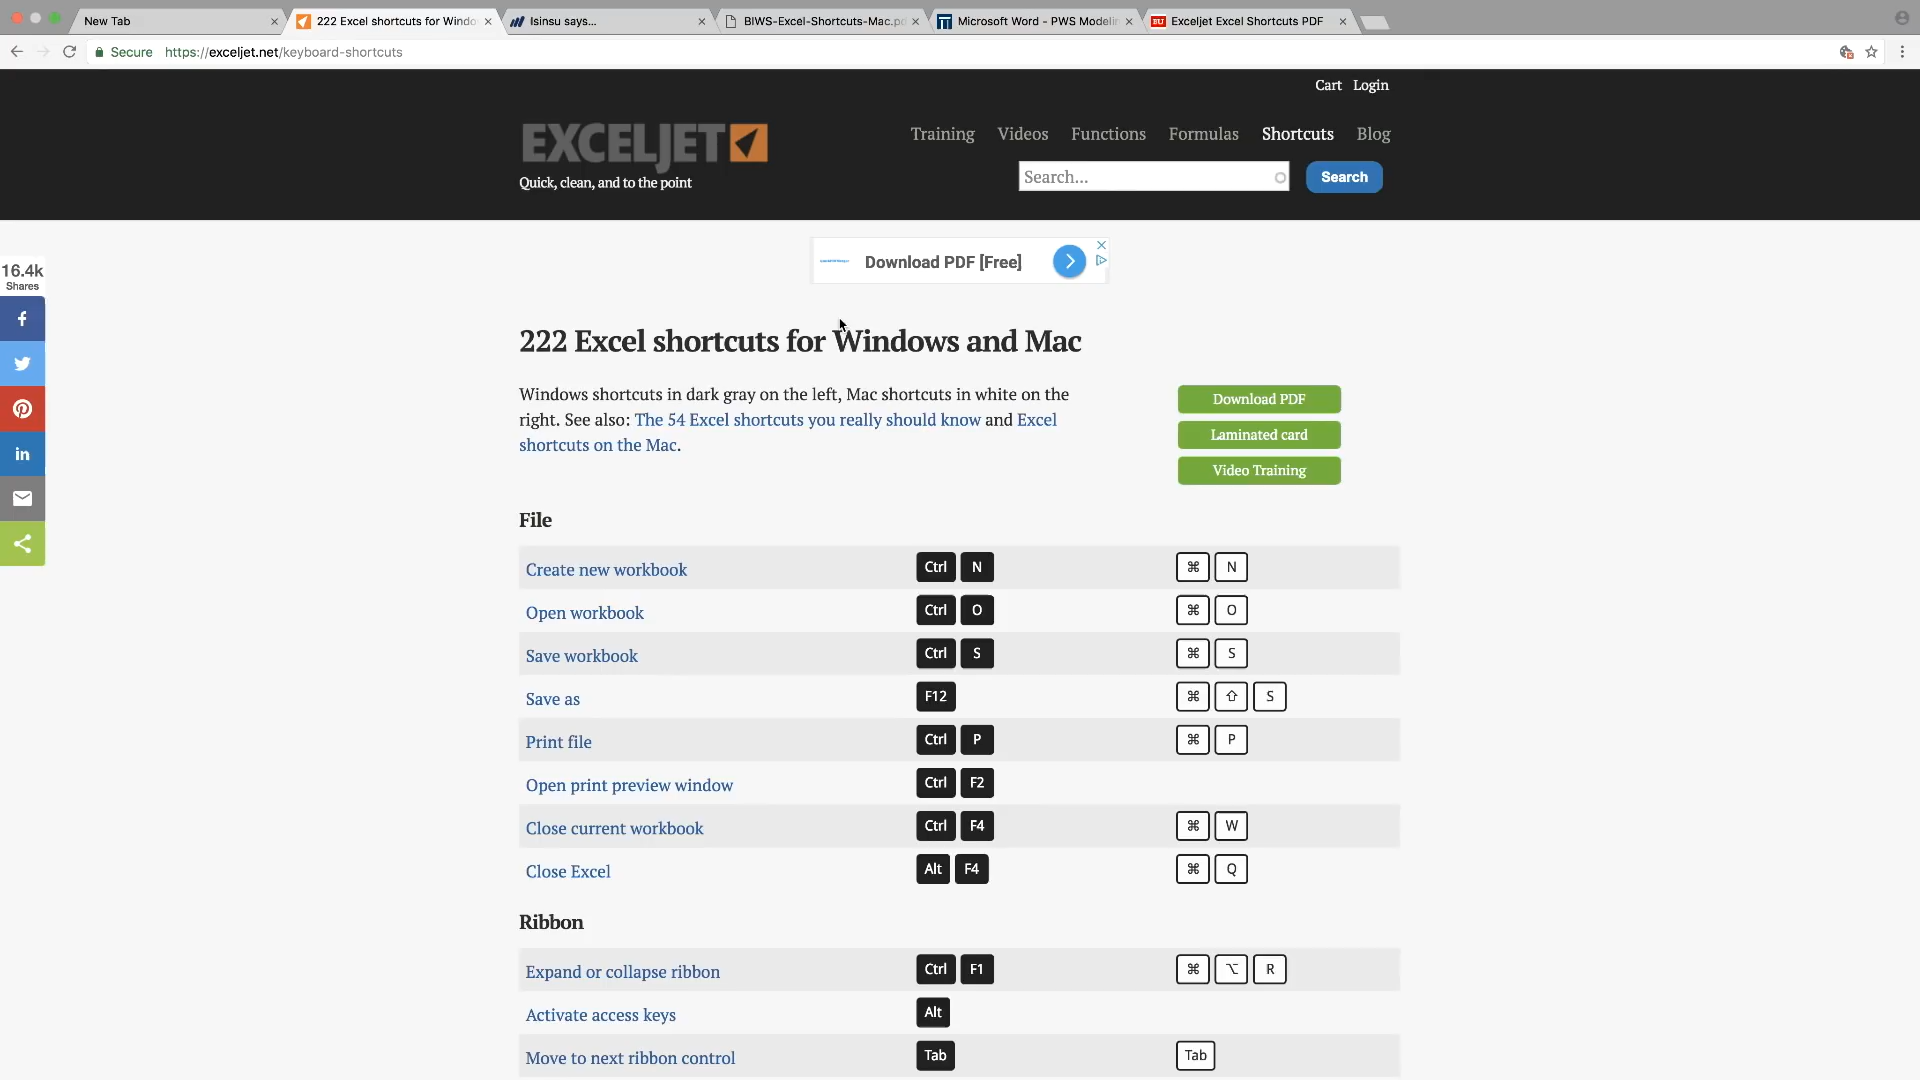 New Tab
222 Excel shortcuts for Windo
Isinsu says...
BIWS-Excel-Shortcuts-Mac.pd
Microsoft Word - PWS Modelin
Exceljet Excel Shortcuts PDF
Secure
https://exceljet.net/keyboard-shortcuts
Cart Login
EXCELJET
Quick, clean, and to the point
Training Videos Functions Formulas Shortcuts Blog
Search...
Search
Download PDF [Free]
16.4k
Shares
222 Excel shortcuts for Windows and Mac
Windows shortcuts in dark gray on the left, Mac shortcuts in white on the
right. See also: The 54 Excel shortcuts you really should know and Excel
shortcuts on the Mac.
Download PDF
Laminated card
Video Training
File
Create new workbook Ctrl N ⌘ N
Open workbook Ctrl O ⌘ O
Save workbook Ctrl S ⌘ S
Save as F12 ⌘ ⇧ S
Print file Ctrl P ⌘ P
Open print preview window Ctrl F2
Close current workbook Ctrl F4 ⌘ W
Close Excel Alt F4 ⌘ Q
Ribbon
Expand or collapse ribbon Ctrl F1 ⌘ ⌥ R
Activate access keys Alt
Move to next ribbon control Tab Tab